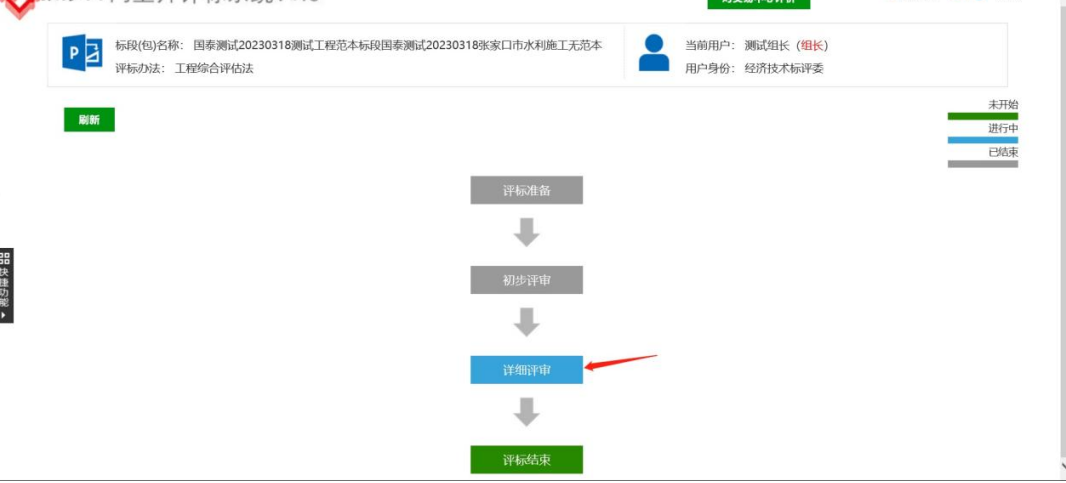 标段(包)名称: 国泰测试20230318测试工程范本标段国泰测试20230318张家口市水利施工无范本
评标办法: 工程综合评估法
当前用户: 测试组长 (组长)
用户身份: 经济技术标评委
刷新
未开始
进行中
已结束
评标准备
初步评审
详细评审
评标结束
快捷功能